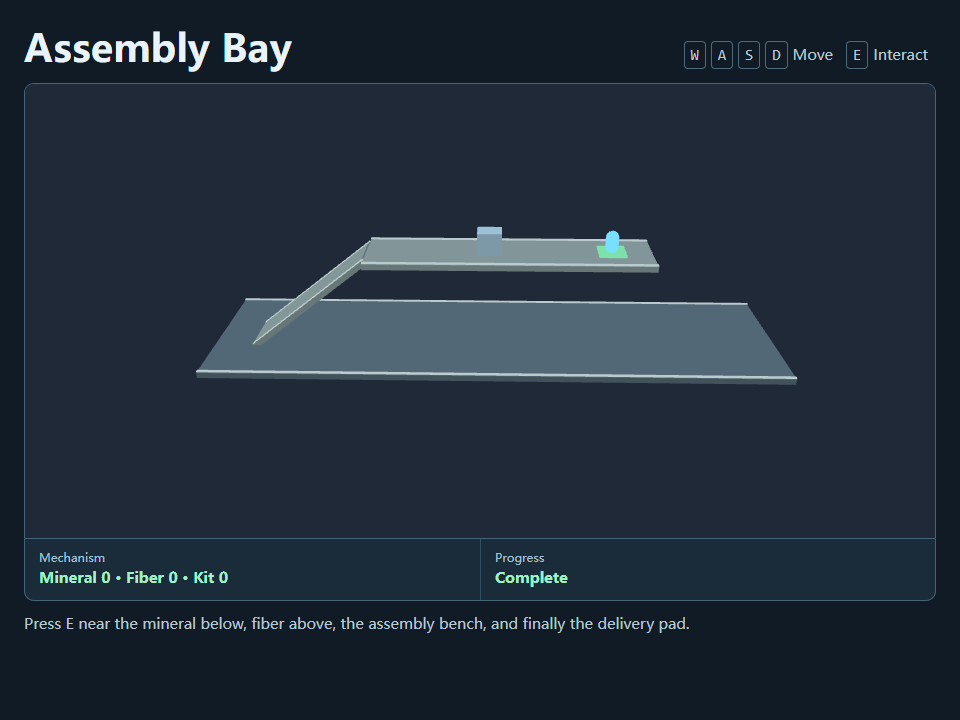 Assembly Bay
W A S D Move E Interact
Mechanism
Mineral 0 • Fiber 0 • Kit 0
Progress
Complete
Press E near the mineral below, fiber above, the assembly bench, and finally the delivery pad.